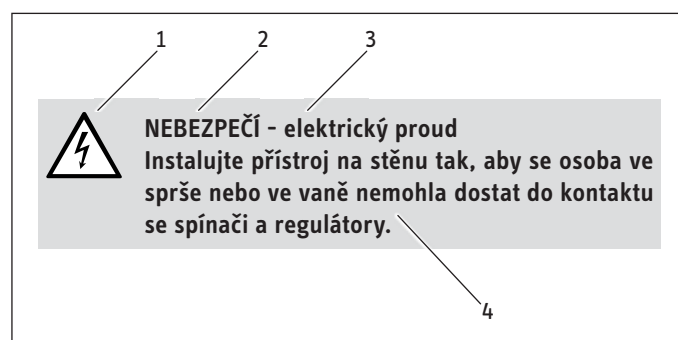 1 2 3
NEBEZPEČÍ - elektrický proud
Instalujte přístroj na stěnu tak, aby se osoba ve
sprše nebo ve vaně nemohla dostat do kontaktu
se spínači a regulátory.
4